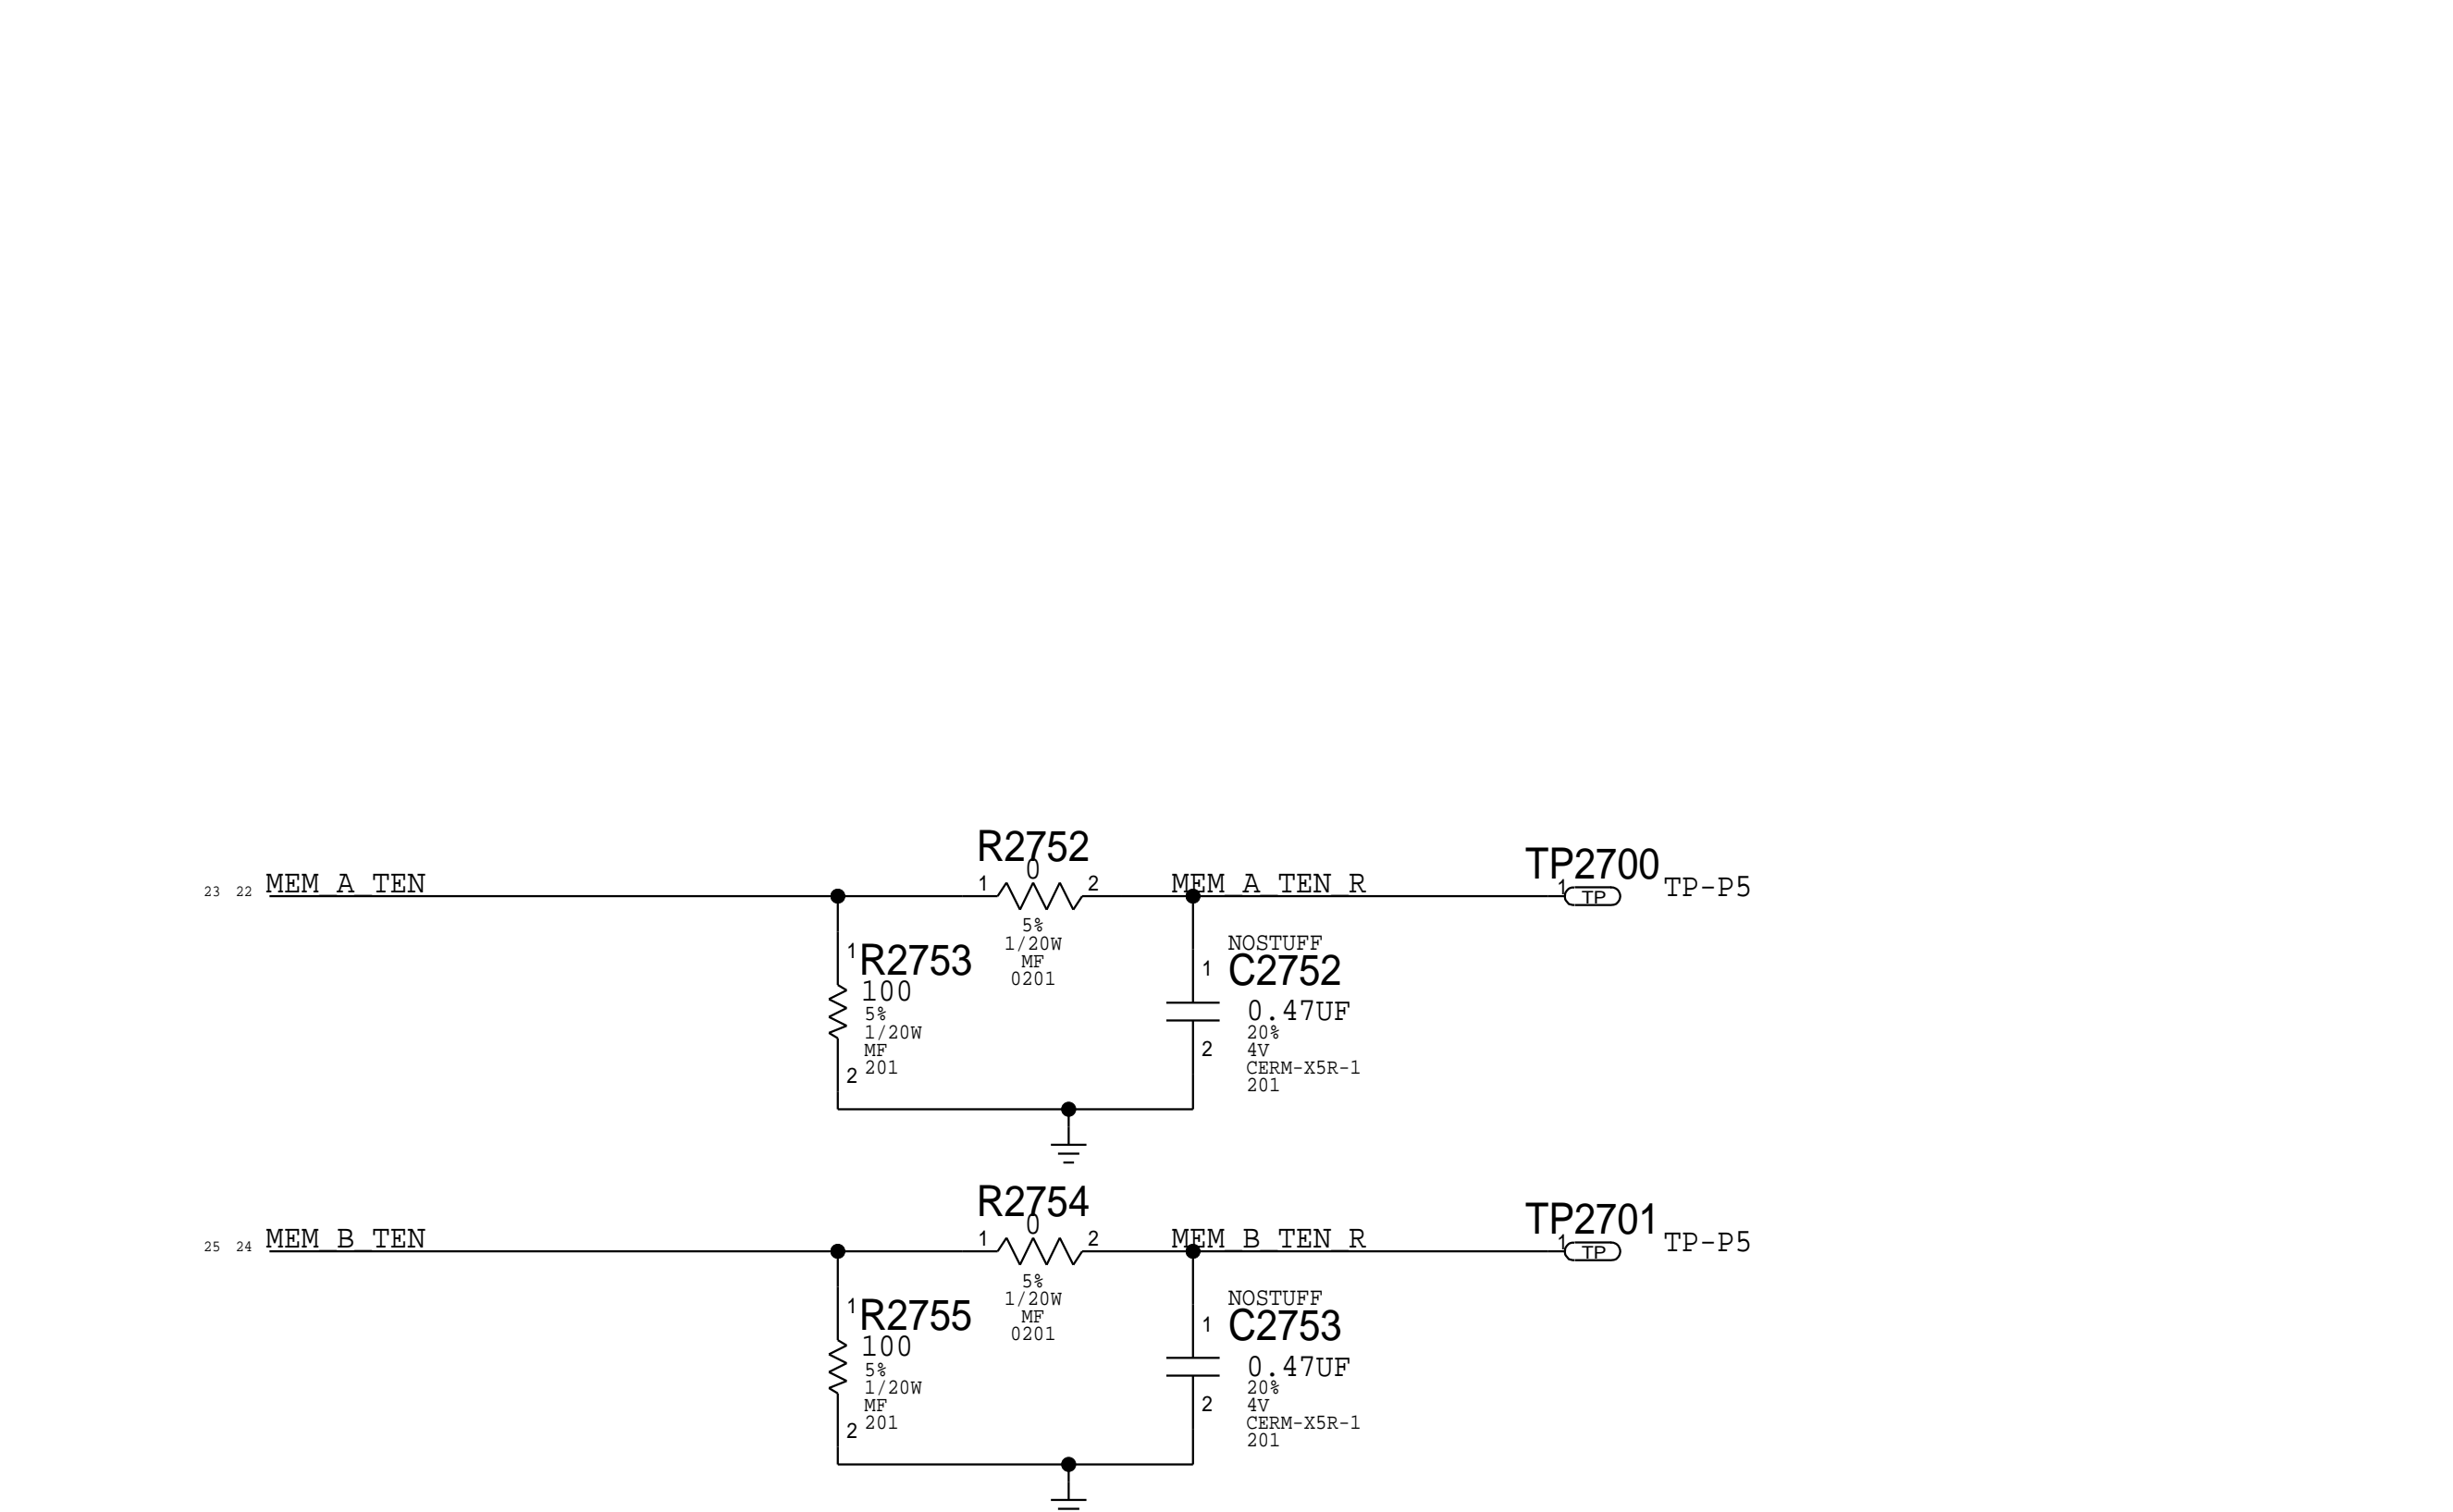 R2752
0
23 22 MEM_A_TEN
1
2
MEM_A_TEN_R
TP2700
1
TP
TP-P5
5%
1/20W
MF
0201
1
R2753
100
5%
1/20W
MF
201
2
NOSTUFF
1
C2752
0.47UF
20%
4V
CERM-X5R-1
201
2
R2754
0
25 24 MEM_B_TEN
1
2
MEM_B_TEN_R
TP2701
1
TP
TP-P5
5%
1/20W
MF
0201
1
R2755
100
5%
1/20W
MF
201
2
NOSTUFF
1
C2753
0.47UF
20%
4V
CERM-X5R-1
201
2